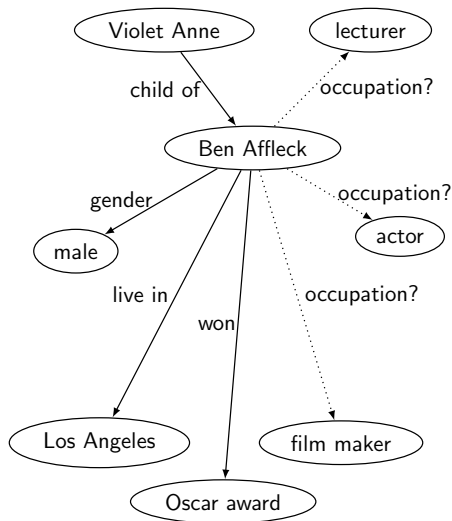 Violet Anne
lecturer
child of
occupation?
Ben Affleck
gender
occupation?
male
actor
live in
occupation?
won
Los Angeles
film maker
Oscar award